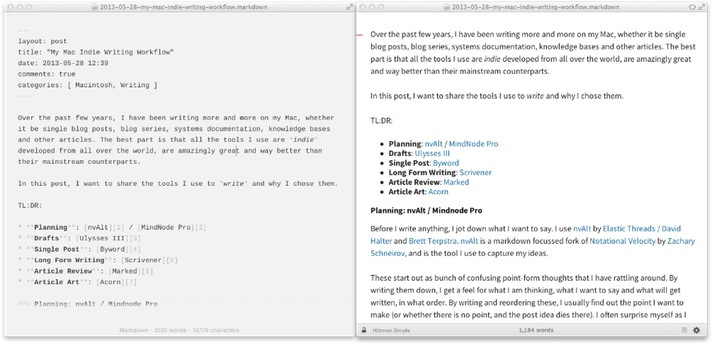 2013-05-28-my-mac-indie-writing-workflow.markdown
---
layout: post
title: "My Mac Indie Writing Workflow"
date: 2013-05-28 12:39
comments: true
categories: [ Macintosh, Writing ]
---
Over the past few years, I have been writing more and more on my Mac, whether
it be single blog posts, blog series, systems documentation, knowledge bases
and other articles. The best part is that all the tools I use are *indie*
developed from all over the world, are amazingly great and way better than
their mainstream counterparts.
In this post, I want to share the tools I use to *write* and why I chose them.
TL:DR:
* **Planning**: [nvAlt][1] / [MindNode Pro][2]
* **Drafts**: [Ulysses III][3]
* **Single Post**: [Byword][4]
* **Long Form Writing**: [Scrivener][5]
* **Article Review**: [Marked][6]
* **Article Art**: [Acorn][7]
### Planning: nvAlt / Mindnode Pro
Markdown - 2525 words - 16779 characters
2013-05-28-my-mac-indie-writing-workflow.markdown
Over the past few years, I have been writing more and more on my Mac, whether it be single
blog posts, blog series, systems documentation, knowledge bases and other articles. The best
part is that all the tools I use are indie developed from all over the world, are amazingly great
and way better than their mainstream counterparts.
In this post, I want to share the tools I use to write and why I chose them.
TL:DR:
• Planning: nvAlt / MindNode Pro
• Drafts: Ulysses III
• Single Post: Byword
• Long Form Writing: Scrivener
• Article Review: Marked
• Article Art: Acorn
Planning: nvAlt / Mindnode Pro
Before I write anything, I jot down what I want to say. I use nvAlt by Elastic Threads / David
Halter and Brett Terpstra. nvAlt is a markdown focussed fork of Notational Velocity by Zachary
Schneirov, and is the tool I use to capture my ideas.
These start out as bunch of confusing point-form thoughts that I have rattling around. By
writing them down, I get a feel for what I am thinking, what I want to say and what will get
written, in what order. By writing and reordering these, I usually find out the point I want to
make (or whether there is no point, and the post idea dies there). I often surprise myself as I
Hillman Simple
1,184 words